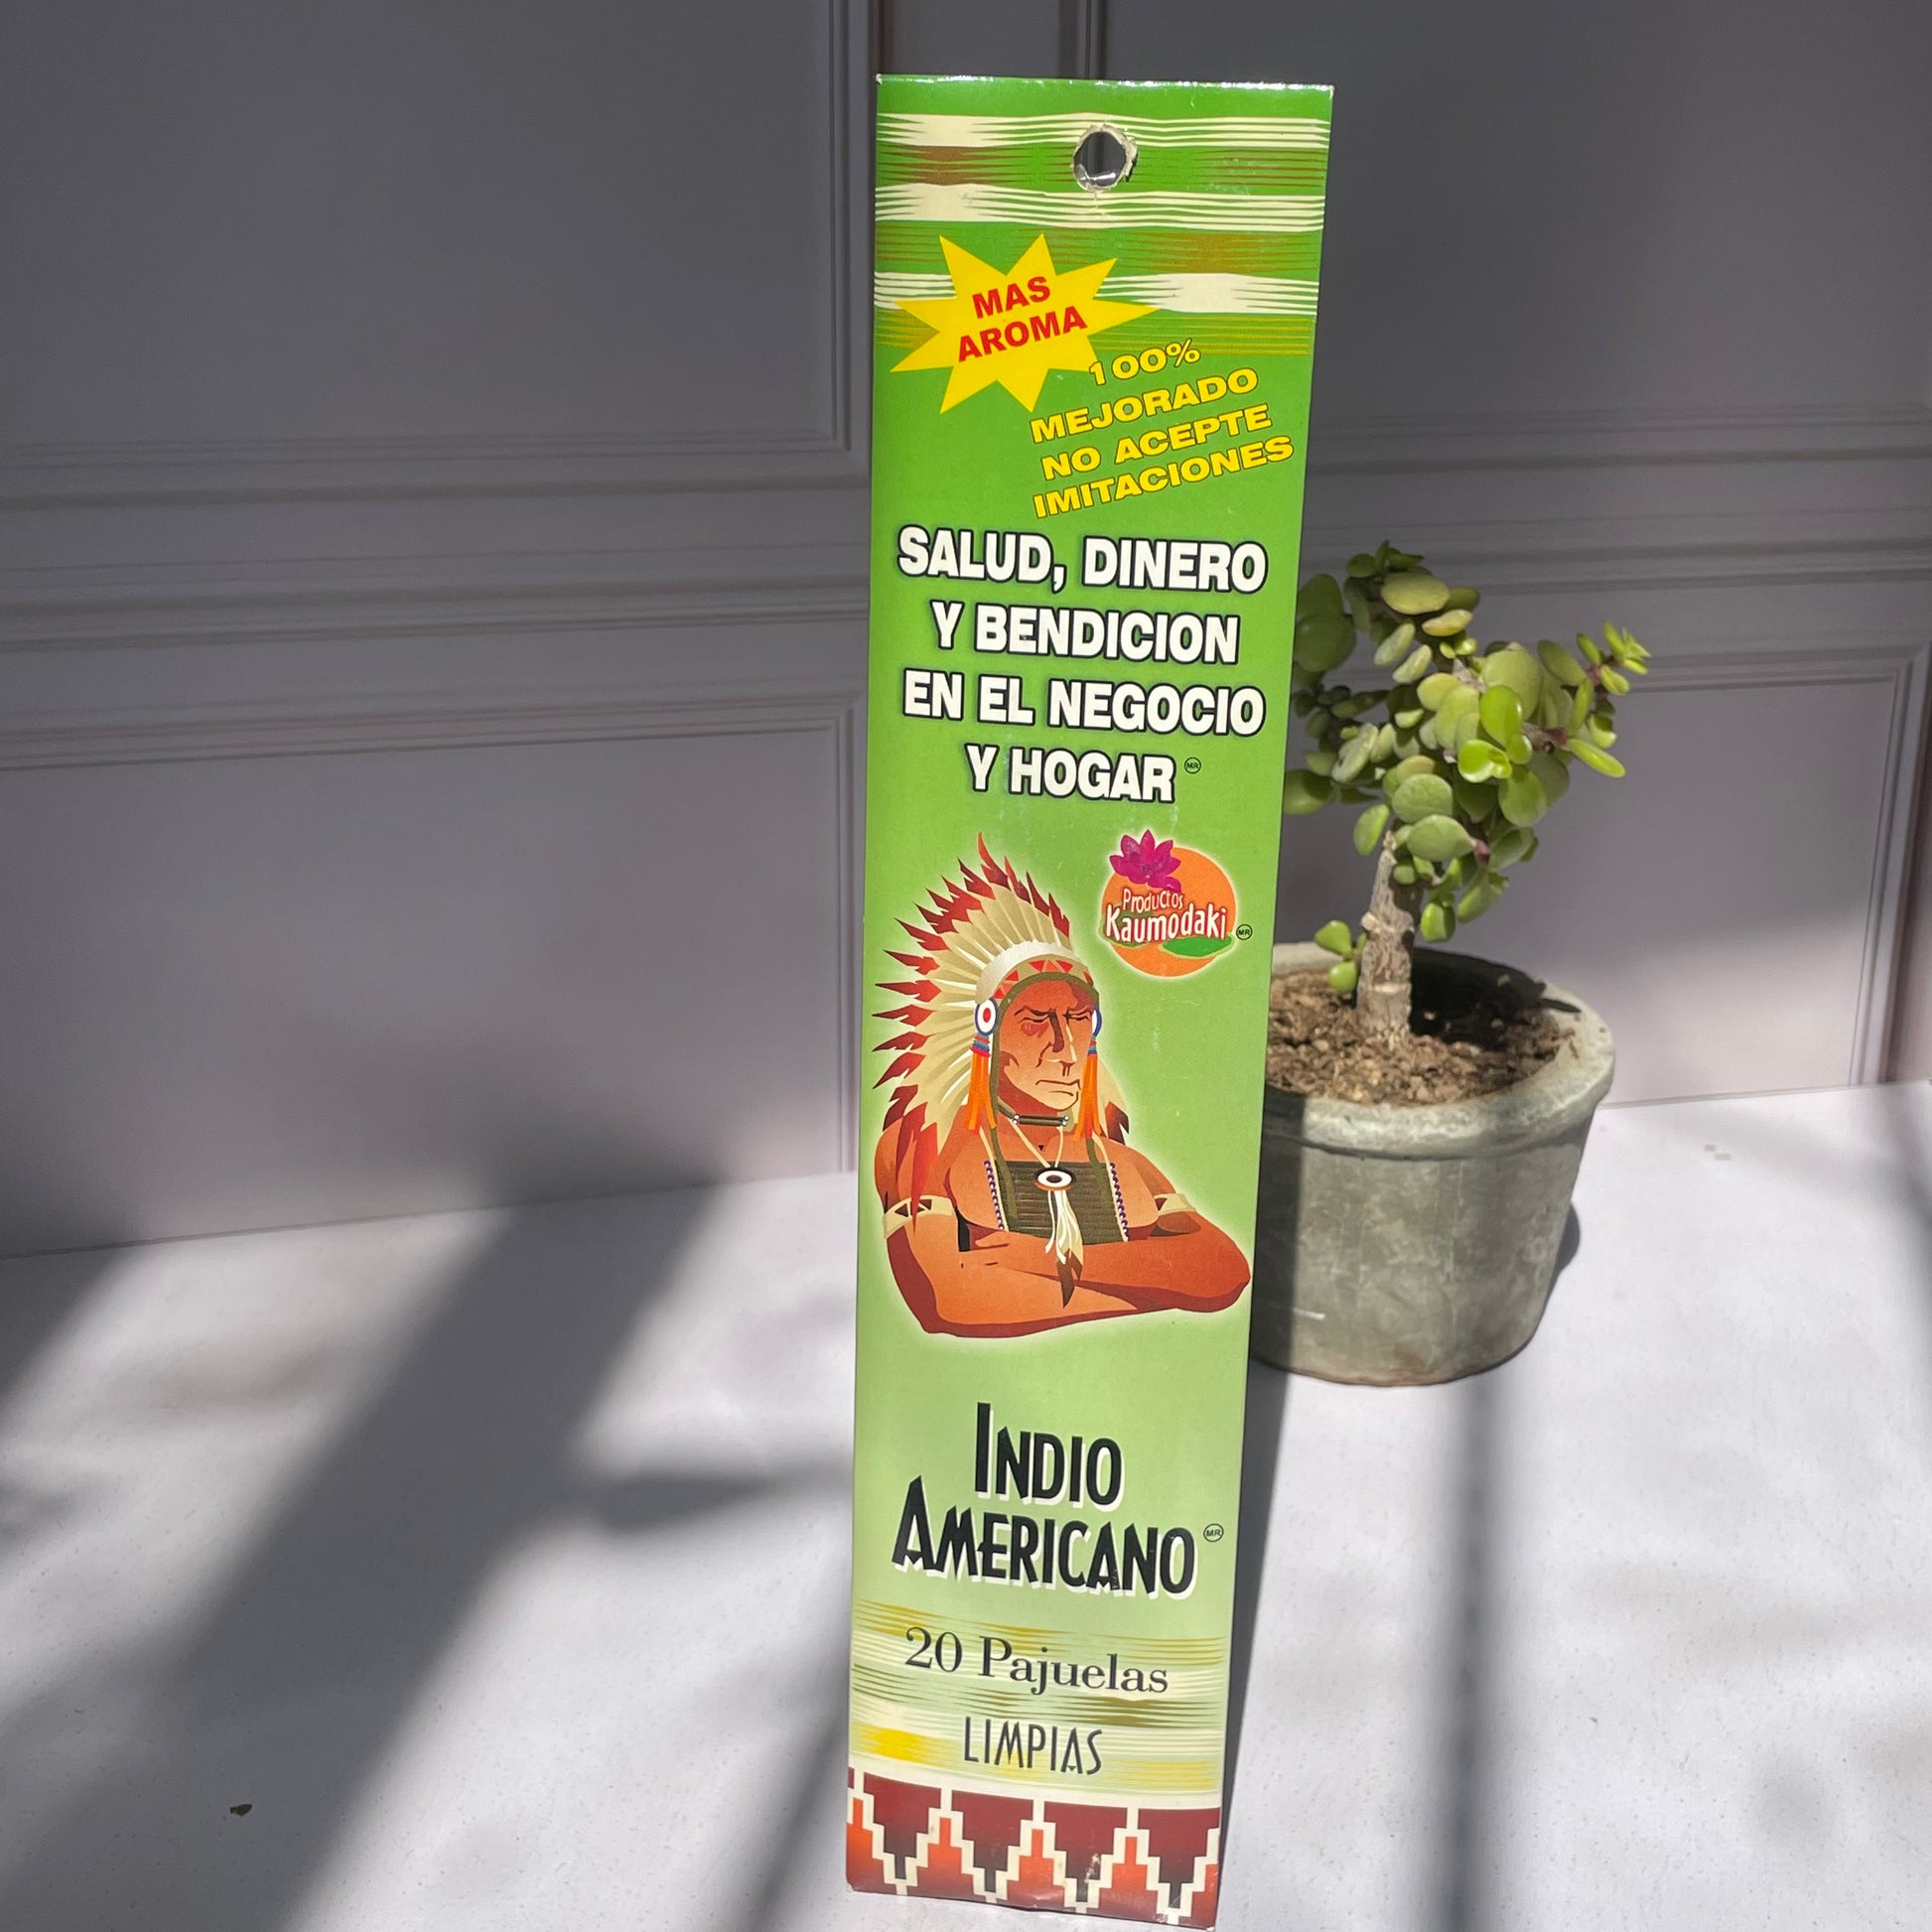 MAS
AROMA
100%
MEJORADO
NO ACEPTE
IMITACIONES
SALUD, DINERO
Y BENDICION
EN EL NEGOCIO
Y HOGAR MR
Productos
Kaumodaki MR
INDIO
AMERICANO MR
20 Pajuelas
LIMPIAS